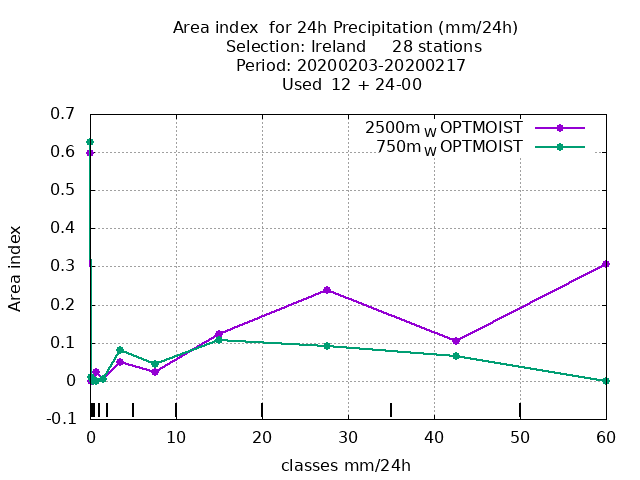 Area index  for 24h Precipitation (mm/24h)
Selection: Ireland     28 stations
Period: 20200203-20200217
Used  12 + 24-00
2500m W OPTMOIST
750m W OPTMOIST
0.7
0.6
0.5
0.4
0.3
0.2
0.1
0
-0.1
Area index
0 10 20 30 40 50 60
classes mm/24h